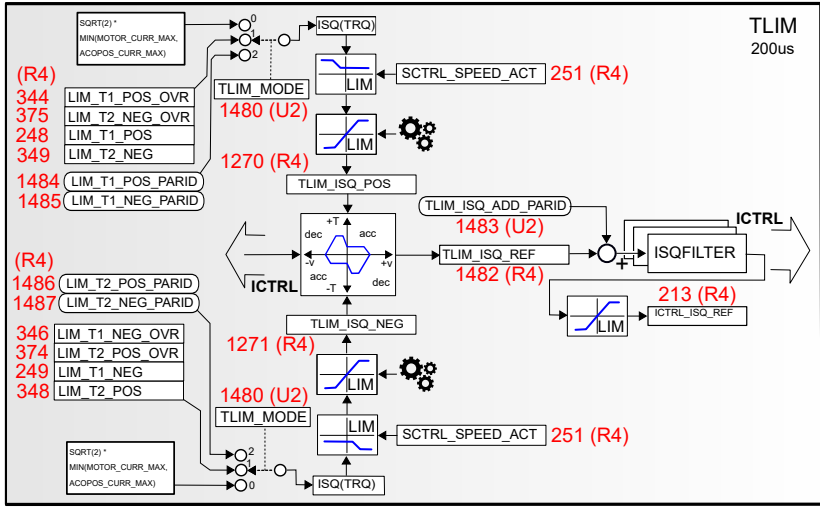 TLIM
200us
SQRT(2) *
MIN(MOTOR_CURR_MAX,
ACOPOS_CURR_MAX)
0
1
2
ISQ(TRQ)
LIM
SCTRL_SPEED_ACT
251 (R4)
TLIM_MODE
1480 (U2)
(R4)
344 LIM_T1_POS_OVR
375 LIM_T2_NEG_OVR
248 LIM_T1_POS
349 LIM_T2_NEG
1484 LIM_T1_POS_PARID
1485 LIM_T1_NEG_PARID
LIM
1270 (R4)
TLIM_ISQ_POS
TLIM_ISQ_ADD_PARID
1483 (U2)
+T
dec
acc
-v
+v
acc
dec
-T
ICTRL
TLIM_ISQ_REF
1482 (R4)
+
ISQFILTER
ICTRL
213 (R4)
LIM
ICTRL_ISQ_REF
(R4)
1486 LIM_T2_POS_PARID
1487 LIM_T2_NEG_PARID
346 LIM_T1_NEG_OVR
374 LIM_T2_POS_OVR
249 LIM_T1_NEG
348 LIM_T2_POS
TLIM_ISQ_NEG
1271 (R4)
LIM
1480 (U2)
TLIM_MODE
LIM
SCTRL_SPEED_ACT
251 (R4)
SQRT(2) *
MIN(MOTOR_CURR_MAX,
ACOPOS_CURR_MAX)
2
1
0
ISQ(TRQ)